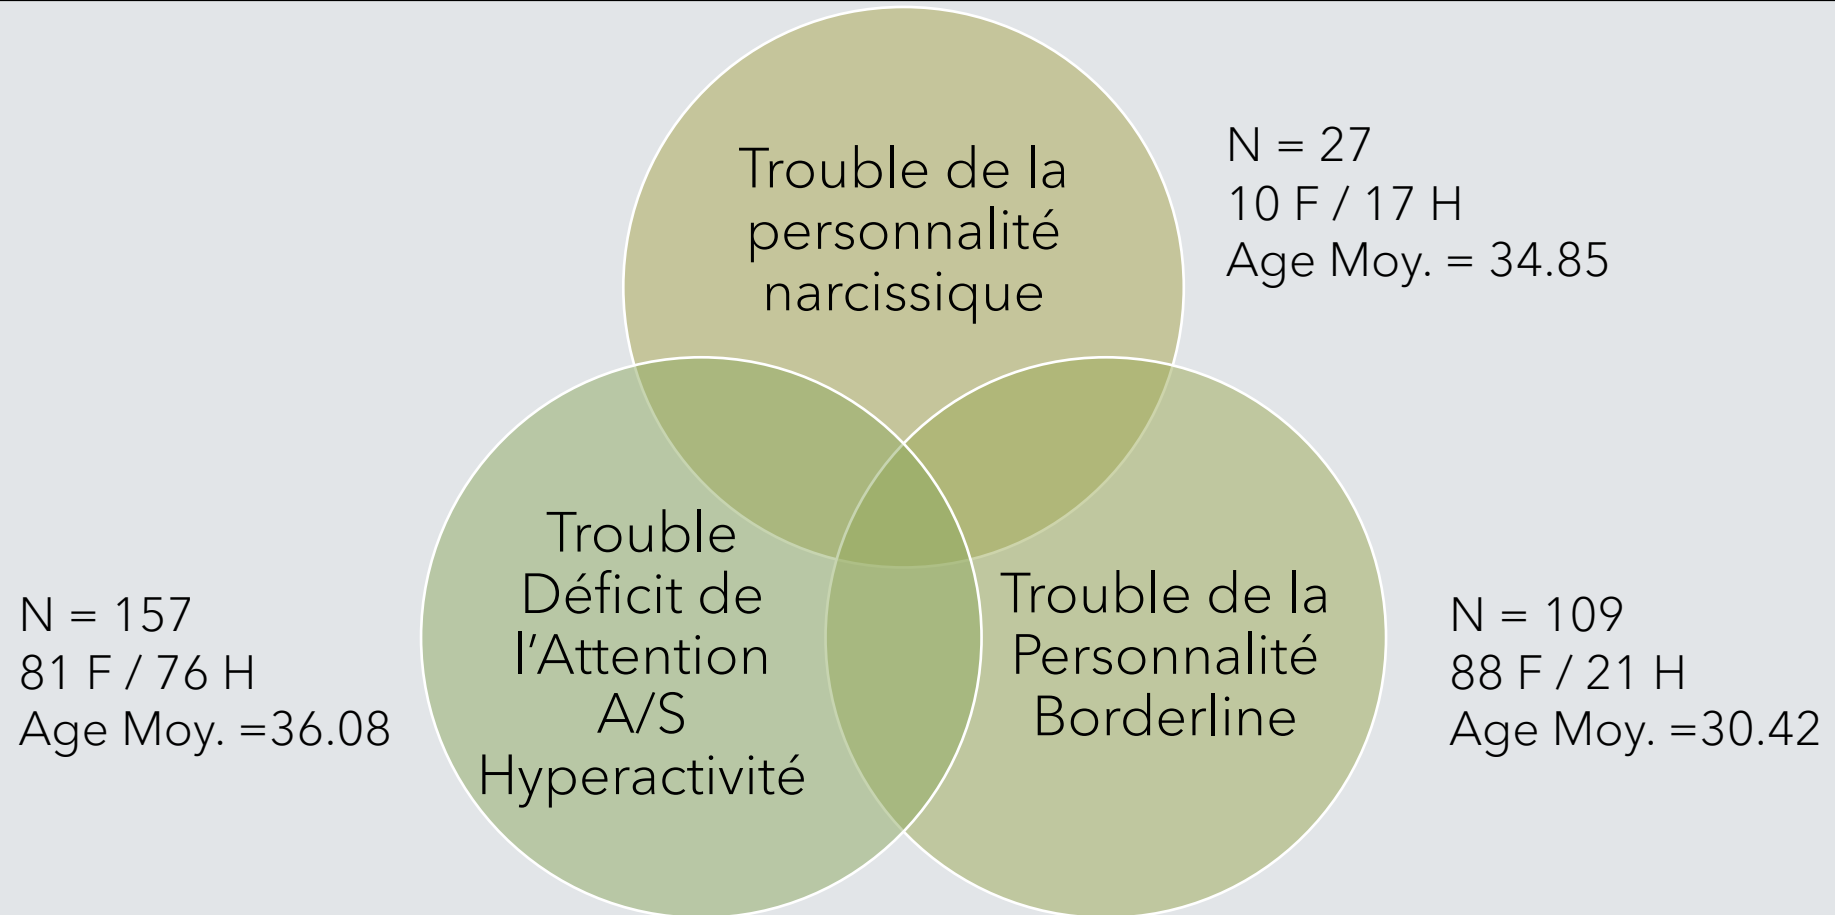 Trouble de la
personnalité
narcissique
N = 27
10 F / 17 H
Age Moy. = 34.85
Trouble
Déficit de
l'Attention
A/S
Hyperactivité
N = 157
81 F / 76 H
Age Moy. =36.08
Trouble de la
Personnalité
Borderline
N = 109
88 F / 21 H
Age Moy. =30.42